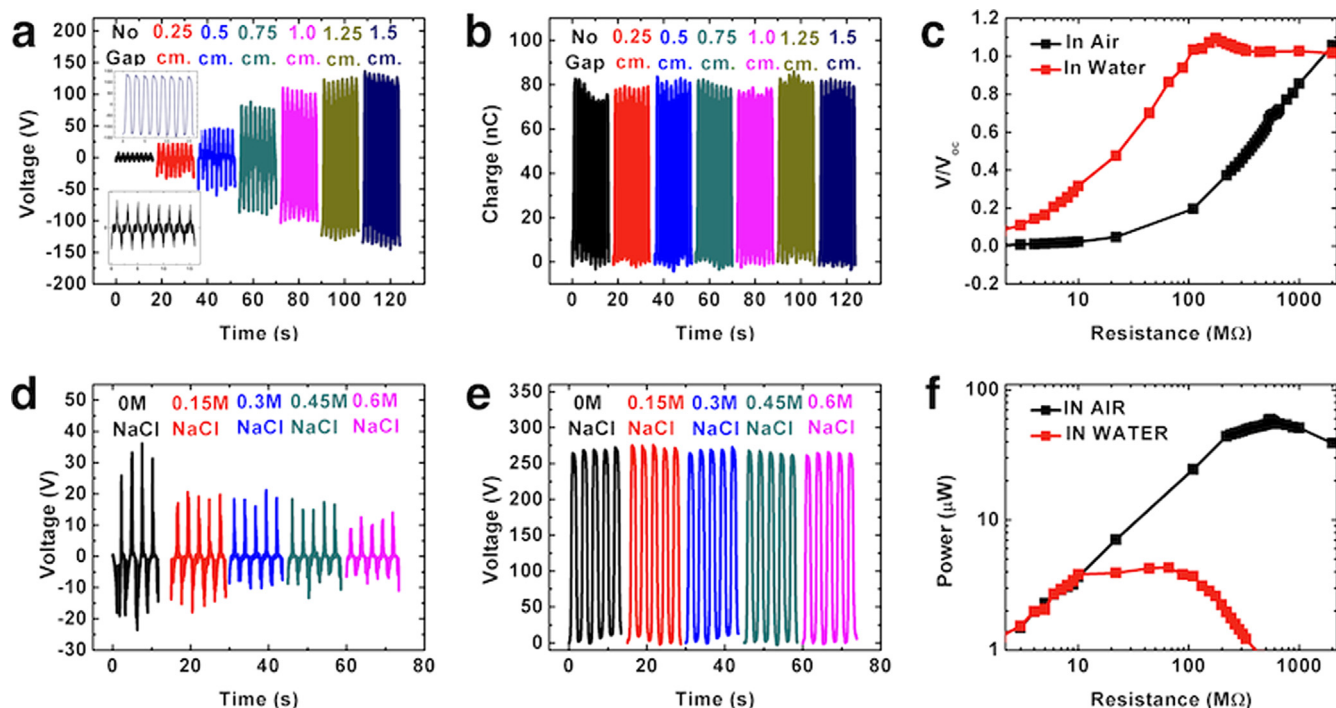 a
No 0.25 0.5 0.75 1.0 1.25 1.5
Gap cm. cm. cm. cm. cm. cm.
200
150
100
50
0
-50
-100
-150
-200
Voltage (V)
0 20 40 60 80 100 120
Time (s)
b
No 0.25 0.5 0.75 1.0 1.25 1.5
Gap cm. cm. cm. cm. cm. cm.
100
80
60
40
20
0
Charge (nC)
0 20 40 60 80 100 120
Time (s)
c
In Air
In Water
1.2
1.0
0.8
0.6
0.4
0.2
0.0
-0.2
V/Voc
10 100 1000
Resistance (MΩ)
d
0M 0.15M 0.3M 0.45M 0.6M
NaCl NaCl NaCl NaCl NaCl
50
40
30
20
10
0
-10
-20
-30
Voltage (V)
0 20 40 60 80
Time (s)
e
0M 0.15M 0.3M 0.45M 0.6M
NaCl NaCl NaCl NaCl NaCl
350
300
250
200
150
100
50
0
Voltage (V)
0 20 40 60 80
Time (s)
f
IN AIR
IN WATER
100
10
1
Power (μW)
10 100 1000
Resistance (MΩ)